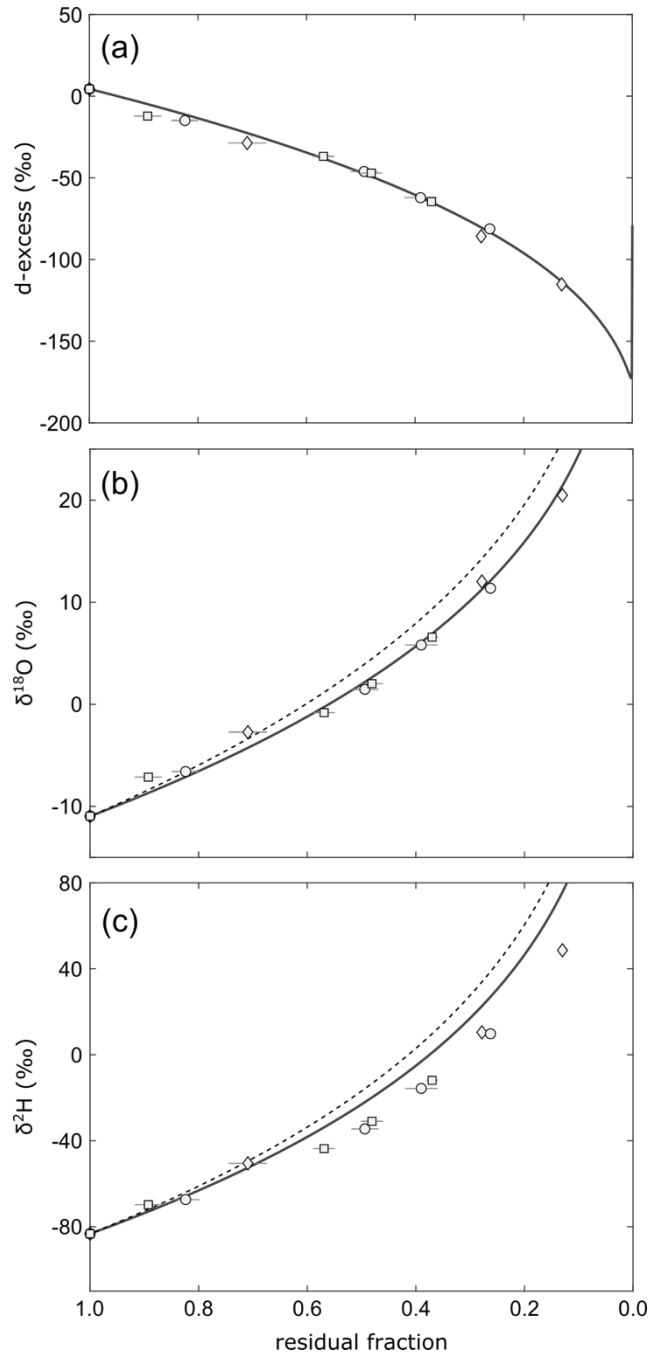 (a)
50
0
-50
-100
-150
-200
d-excess (‰)
(b)
20
10
0
-10
δ¹⁸O (‰)
(c)
80
40
0
-40
-80
δ²H (‰)
1.0 0.8 0.6 0.4 0.2 0.0
residual fraction